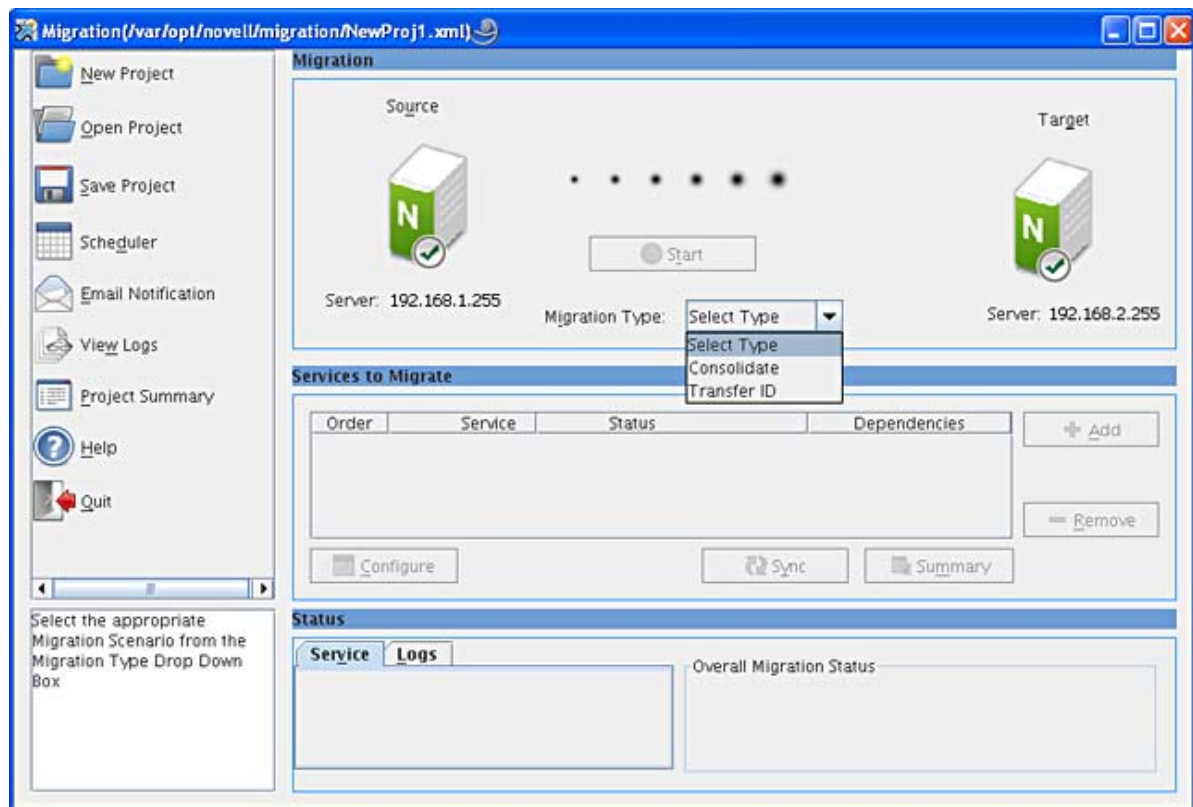 Migration(/var/opt/novell/migration/NewProj1.xml)
New Project
Open Project
Save Project
Scheduler
Email Notification
View Logs
Project Summary
Help
Quit
Select the appropriate
Migration Scenario from the
Migration Type Drop Down
Box
Migration
Source
Target
N
N
Start
Server: 192.168.1.255
Server: 192.168.2.255
Migration Type: Select Type
Select Type
Consolidate
Transfer ID
Services to Migrate
Order Service Status Dependencies
Add
Remove
Configure Sync Summary
Status
Service Logs
Overall Migration Status